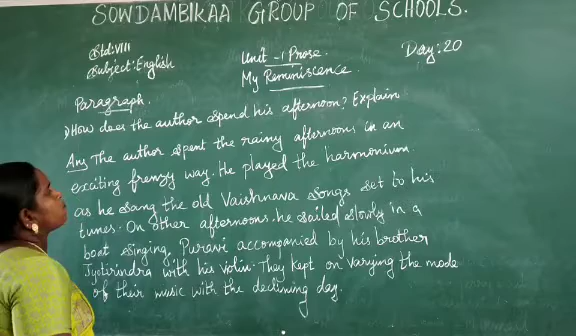 SOWDAMBIKAA GROUP OF SCHOOLS.
Std: VIII
Subject: English
Unit - 1 Prose.
My Reminiscence.
Day: 20
Paragraph.
1) How does the author spend his afternoon? Explain
Ans The author spent the rainy afternoons in an
exciting frenzy way. He played the harmonium
as he sang the old Vaishnava songs set to his
tunes. On other afternoons. he sailed slowly in a
boat singing Puravi accompanied by his brother
Jyotirindra with his violin. They kept on varying the mode
of their music with the declining day.